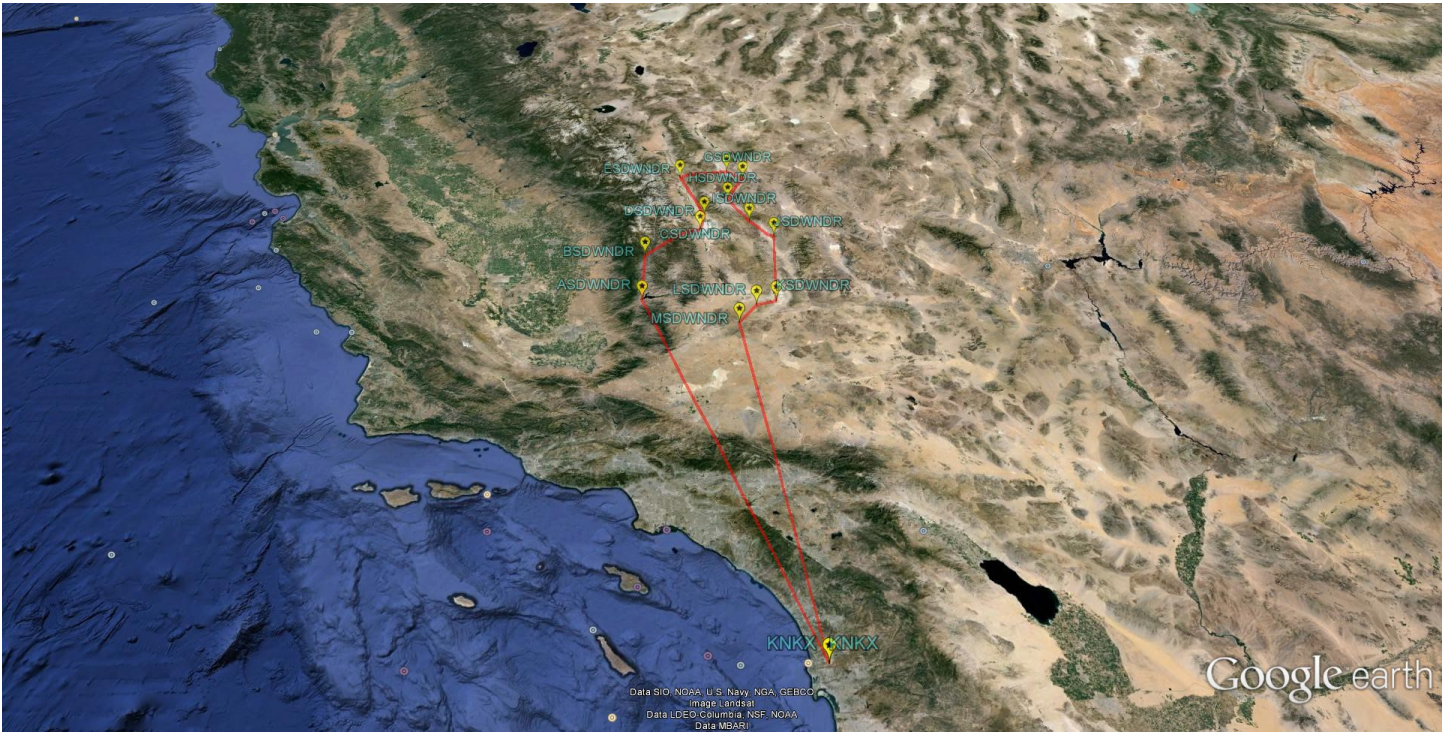 GSDWNDR
ESDWNDR
HSDWNDR
ISDWNDR
DSDWNDR
CSDWNDR
BSDWNDR
ASDWNDR
LSDWNDR
KSDWNDR
MSDWNDR
KNKX
KNKX
Google earth
Data SIO, NOAA, U.S. Navy, NGA, GEBCO
Image Landsat
Data LDEO-Columbia, NSF, NOAA
Data MBARI